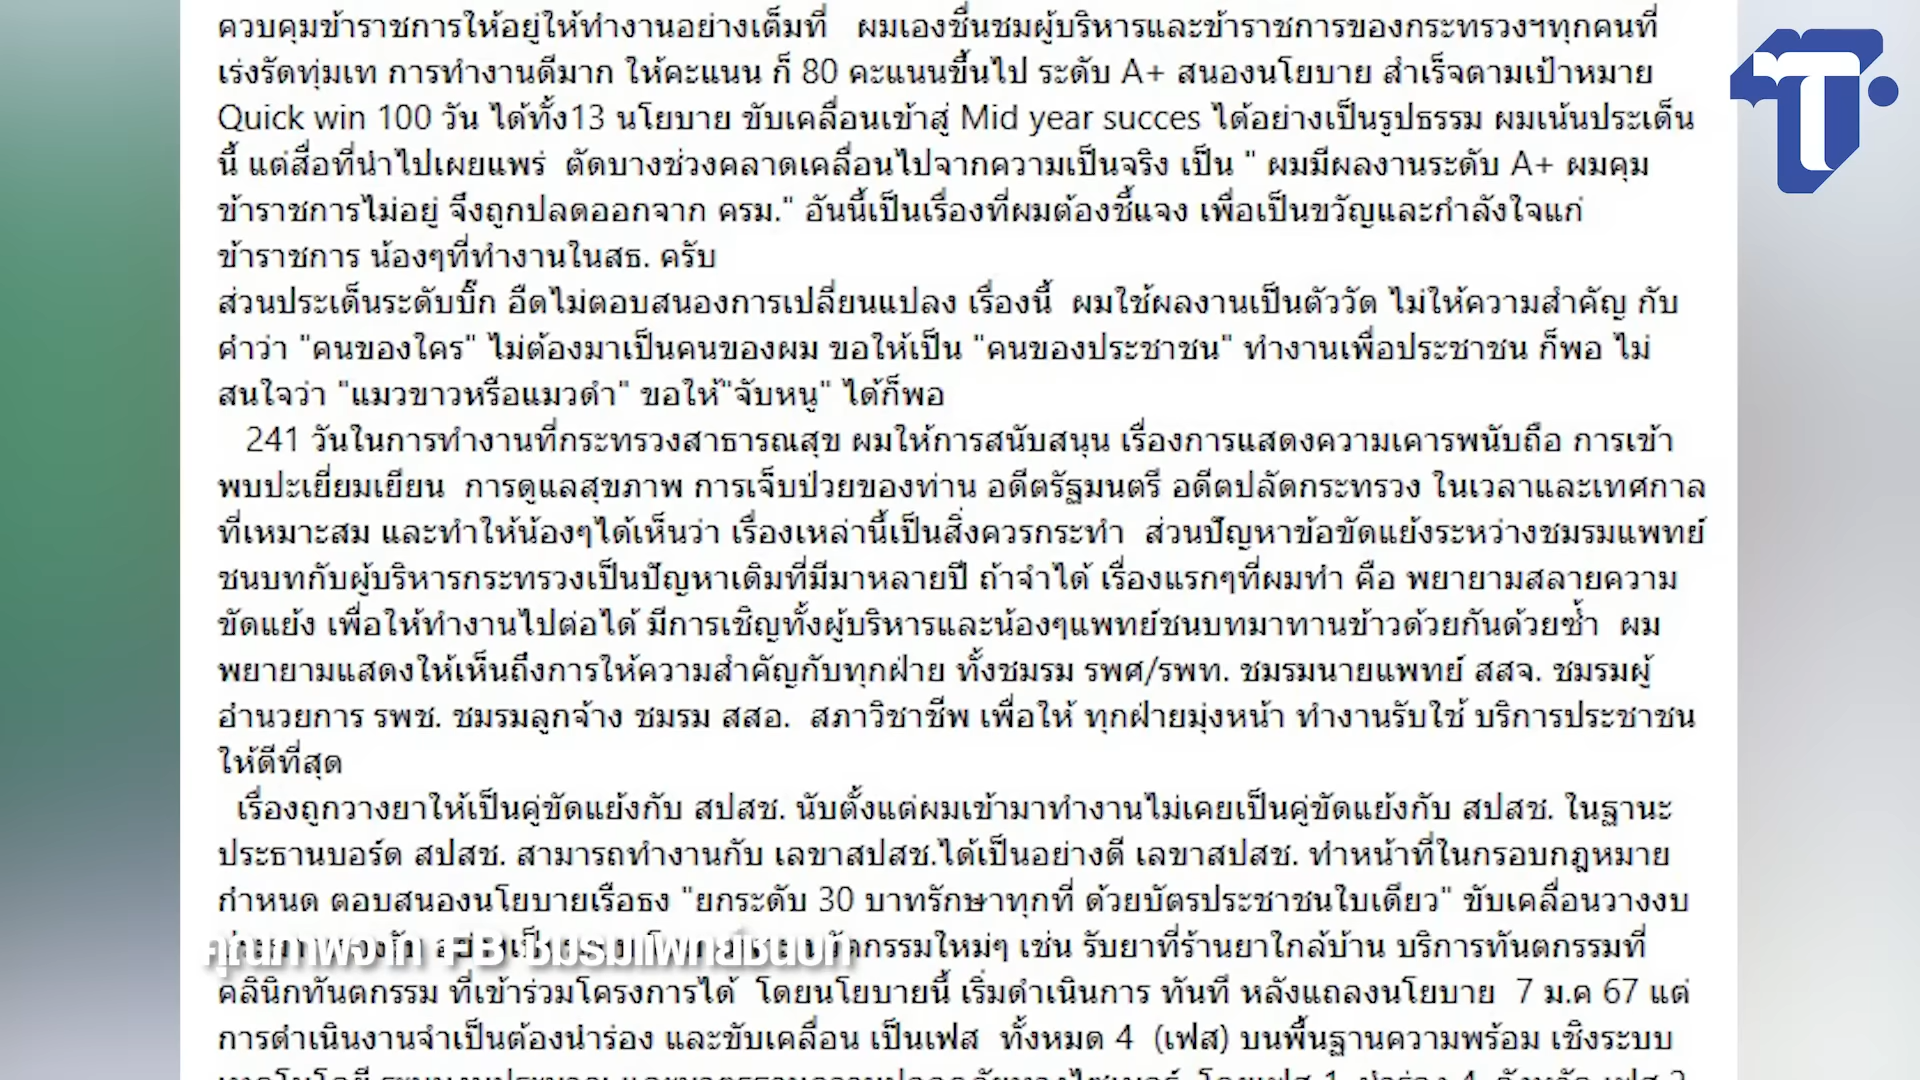 ควบคุมข้าราชการให้อยู่ให้ทำงานอย่างเต็มที่ ผมเองชื่นชมผู้บริหารและข้าราชการของกระทรวงฯทุกคนที่
เร่งรัดทุ่มเท การทำงานดีมาก ให้คะแนน ก็ 80 คะแนนขึ้นไป ระดับ A+ สนองนโยบาย สำเร็จตามเป้าหมาย
Quick win 100 วัน ได้ทั้ง13 นโยบาย ขับเคลื่อนเข้าสู่ Mid year succes ได้อย่างเป็นรูปธรรม ผมเน้นประเด็น
นี้ แต่สื่อที่นำไปเผยแพร่ ตัดบางช่วงคลาดเคลื่อนไปจากความเป็นจริง เป็น " ผมมีผลงานระดับ A+ ผมคุม
ข้าราชการไม่อยู่ จึงถูกปลดออกจาก ครม." อันนี้เป็นเรื่องที่ผมต้องชี้แจง เพื่อเป็นขวัญและกำลังใจแก่
ข้าราชการ น้องๆที่ทำงานในสธ. ครับ
ส่วนประเด็นระดับบิ๊ก อืดไม่ตอบสนองการเปลี่ยนแปลง เรื่องนี้ ผมใช้ผลงานเป็นตัววัด ไม่ให้ความสำคัญ กับ
คำว่า "คนของใคร" ไม่ต้องมาเป็นคนของผม ขอให้เป็น "คนของประชาชน" ทำงานเพื่อประชาชน ก็พอ ไม่
สนใจว่า "แมวขาวหรือแมวดำ" ขอให้"จับหนู" ได้ก็พอ
241 วันในการทำงานที่กระทรวงสาธารณสุข ผมให้การสนับสนุน เรื่องการแสดงความเคารพนับถือ การเข้า
พบปะเยี่ยมเยียน การดูแลสุขภาพ การเจ็บป่วยของท่าน อดีตรัฐมนตรี อดีตปลัดกระทรวง ในเวลาและเทศกาล
ที่เหมาะสม และทำให้น้องๆได้เห็นว่า เรื่องเหล่านี้เป็นสิ่งควรกระทำ ส่วนปัญหาข้อขัดแย้งระหว่างชมรมแพทย์
ชนบทกับผู้บริหารกระทรวงเป็นปัญหาเดิมที่มีมาหลายปี ถ้าจำได้ เรื่องแรกๆที่ผมทำ คือ พยายามสลายความ
ขัดแย้ง เพื่อให้ทำงานไปต่อได้ มีการเชิญทั้งผู้บริหารและน้องๆแพทย์ชนบทมาทานข้าวด้วยกันด้วยซ้ำ ผม
พยายามแสดงให้เห็นถึงการให้ความสำคัญกับทุกฝ่าย ทั้งชมรม รพศ/รพท. ชมรมนายแพทย์ สสจ. ชมรมผู้
อำนวยการ รพช. ชมรมลูกจ้าง ชมรม สสอ. สภาวิชาชีพ เพื่อให้ ทุกฝ่ายมุ่งหน้า ทำงานรับใช้ บริการประชาชน
ให้ดีที่สุด
เรื่องถูกวางยาให้เป็นคู่ขัดแย้งกับ สปสช. นับตั้งแต่ผมเข้ามาทำงานไม่เคยเป็นคู่ขัดแย้งกับ สปสช. ในฐานะ
ประธานบอร์ด สปสช. สามารถทำงานกับ เลขาสปสช.ได้เป็นอย่างดี เลขาสปสช. ทำหน้าที่ในกรอบกฎหมาย
กำหนด ตอบสนองนโยบายเรือธง "ยกระดับ 30 บาทรักษาทุกที่ ด้วยบัตรประชาชนใบเดียว" ขับเคลื่อนวางงบ
ใหม่ๆ เช่น รับยาที่ร้านยาใกล้บ้าน บริการทันตกรรมที่
คุณภาพจาก FB ชมรมแพทย์ชนบท
คลินิกทันตกรรม ที่เข้าร่วมโครงการได้ โดยนโยบายนี้ เริ่มดำเนินการ ทันที หลังแถลงนโยบาย 7 ม.ค 67 แต่
การดำเนินงานจำเป็นต้องนำร่อง และขับเคลื่อน เป็นเฟส ทั้งหมด 4 (เฟส) บนพื้นฐานความพร้อม เชิงระบบ